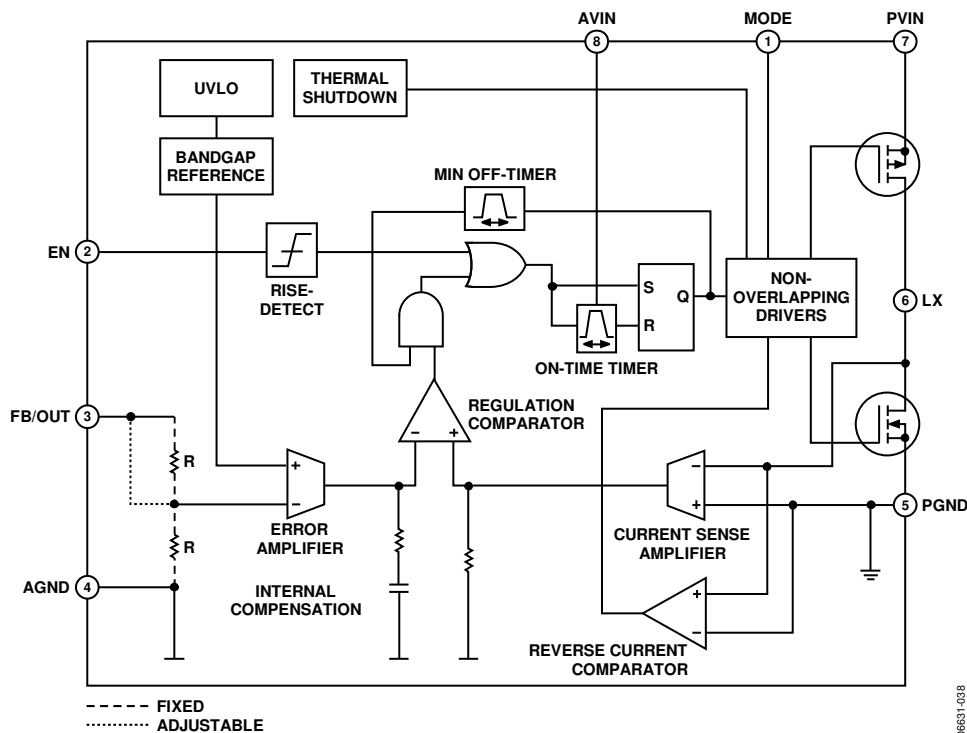 AVIN
MODE
PVIN
8
1
7
UVLO
THERMAL
SHUTDOWN
BANDGAP
REFERENCE
MIN OFF-TIMER
EN
2
RISE-
DETECT
S
R
Q
NON-
OVERLAPPING
DRIVERS
6
LX
ON-TIME TIMER
FB/OUT
3
REGULATION
COMPARATOR
-
+
R
+
-
-
+
ERROR
AMPLIFIER
CURRENT SENSE
AMPLIFIER
5
PGND
R
AGND
4
INTERNAL
COMPENSATION
+
-
REVERSE CURRENT
COMPARATOR
FIXED
ADJUSTABLE
06631-038